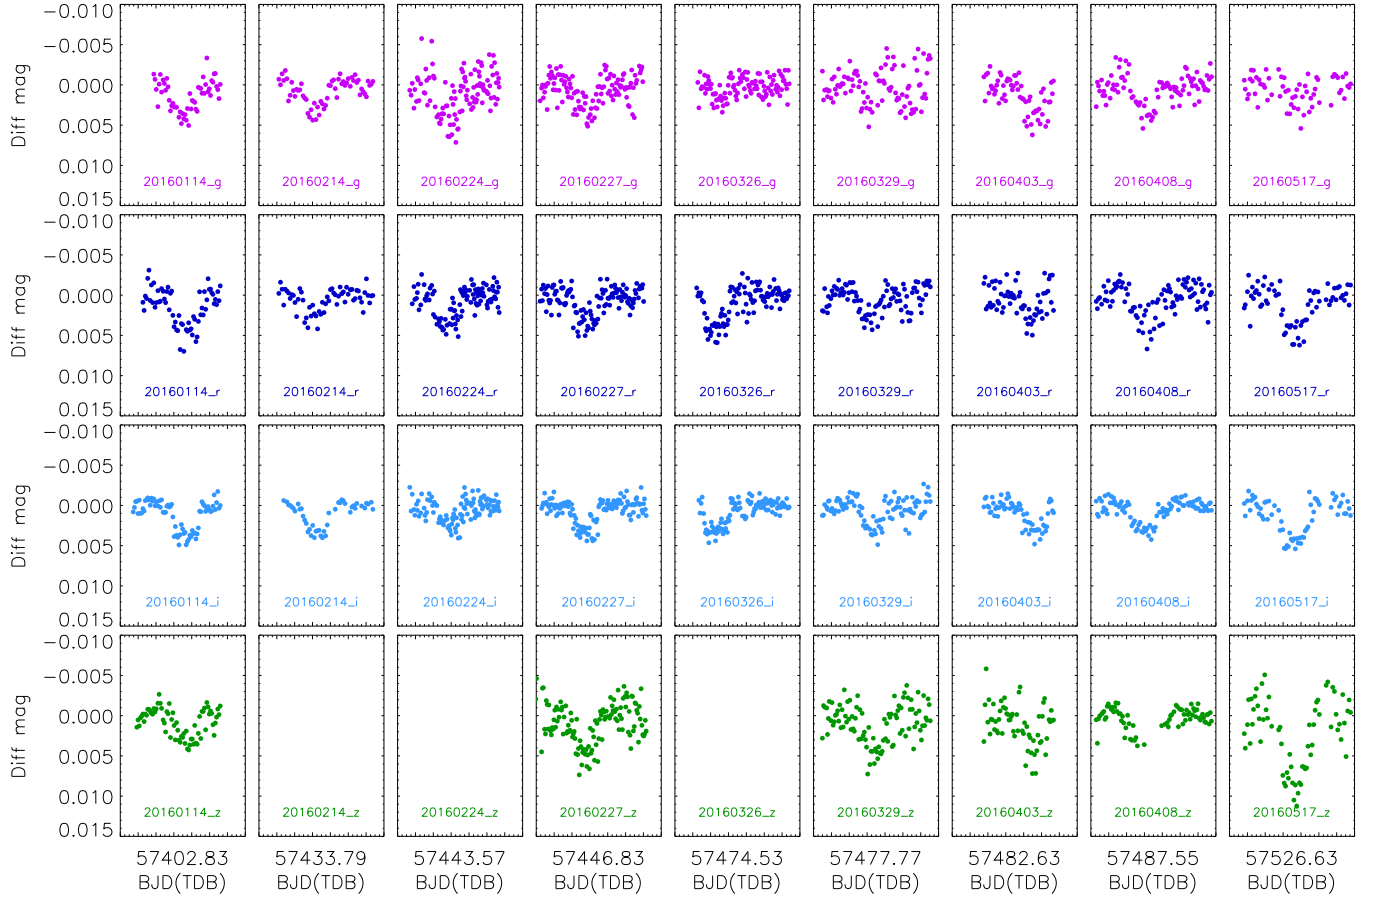 -0.010
-0.005
0.000
0.005
0.010
0.015
Diff mag
20160114_g 20160214_g 20160224_g 20160227_g 20160326_g 20160329_g 20160403_g 20160408_g 20160517_g
-0.010
-0.005
0.000
0.005
0.010
0.015
Diff mag
20160114_r 20160214_r 20160224_r 20160227_r 20160326_r 20160329_r 20160403_r 20160408_r 20160517_r
-0.010
-0.005
0.000
0.005
0.010
0.015
Diff mag
20160114_i 20160214_i 20160224_i 20160227_i 20160326_i 20160329_i 20160403_i 20160408_i 20160517_i
-0.010
-0.005
0.000
0.005
0.010
0.015
Diff mag
20160114_z 20160214_z 20160224_z 20160227_z 20160326_z 20160329_z 20160403_z 20160408_z 20160517_z
57402.83 57433.79 57443.57 57446.83 57474.53 57477.77 57482.63 57487.55 57526.63
BJD(TDB) BJD(TDB) BJD(TDB) BJD(TDB) BJD(TDB) BJD(TDB) BJD(TDB) BJD(TDB) BJD(TDB)